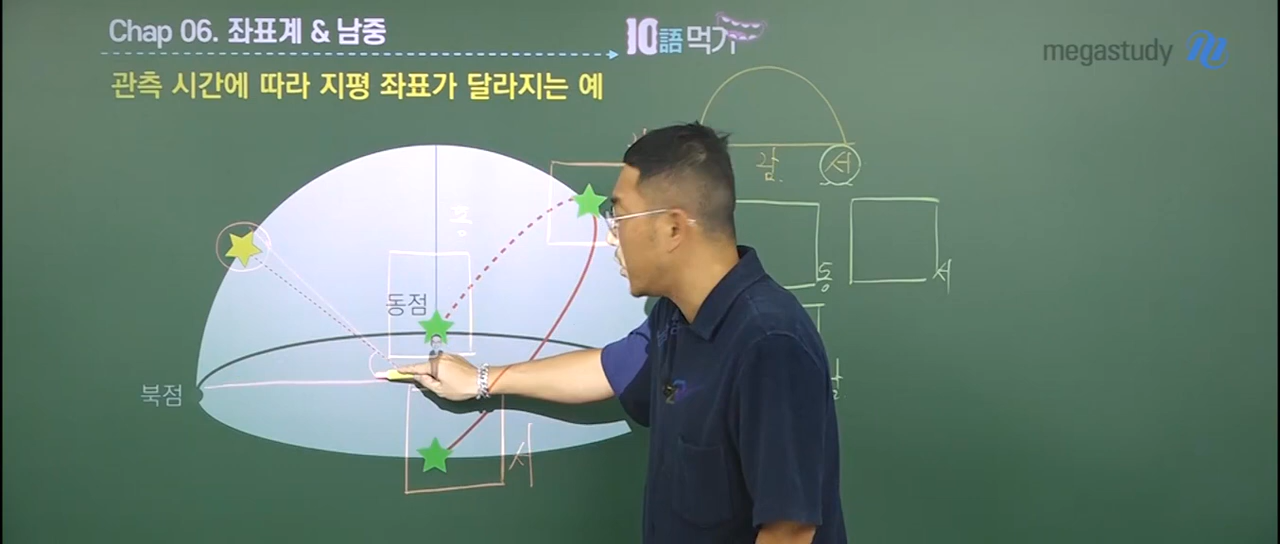 Chap 06. 좌표계 & 남중
10語먹기
megastudy
관측 시간에 따라 지평 좌표가 달라지는 예
서
동
서
동점
북점
서